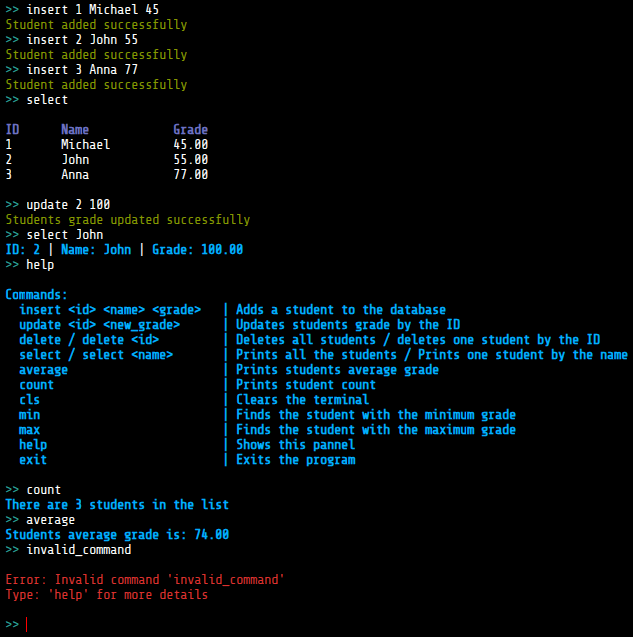 >> insert 1 Michael 45
Student added successfully
>> insert 2 John 55
Student added successfully
>> insert 3 Anna 77
Student added successfully
>> select
ID      Name            Grade
1       Michael         45.00
2       John            55.00
3       Anna            77.00
>> update 2 100
Students grade updated successfully
>> select John
ID: 2 | Name: John | Grade: 100.00
>> help
Commands:
  insert <id> <name> <grade>   | Adds a student to the database
  update <id> <new_grade>      | Updates students grade by the ID
  delete / delete <id>         | Deletes all students / deletes one student by the ID
  select / select <name>       | Prints all the students / Prints one student by the name
  average                      | Prints students average grade
  count                        | Prints student count
  cls                          | Clears the terminal
  min                          | Finds the student with the minimum grade
  max                          | Finds the student with the maximum grade
  help                         | Shows this pannel
  exit                         | Exits the program
>> count
There are 3 students in the list
>> average
Students average grade is: 74.00
>> invalid_command
Error: Invalid command 'invalid_command'
Type: 'help' for more details
>>